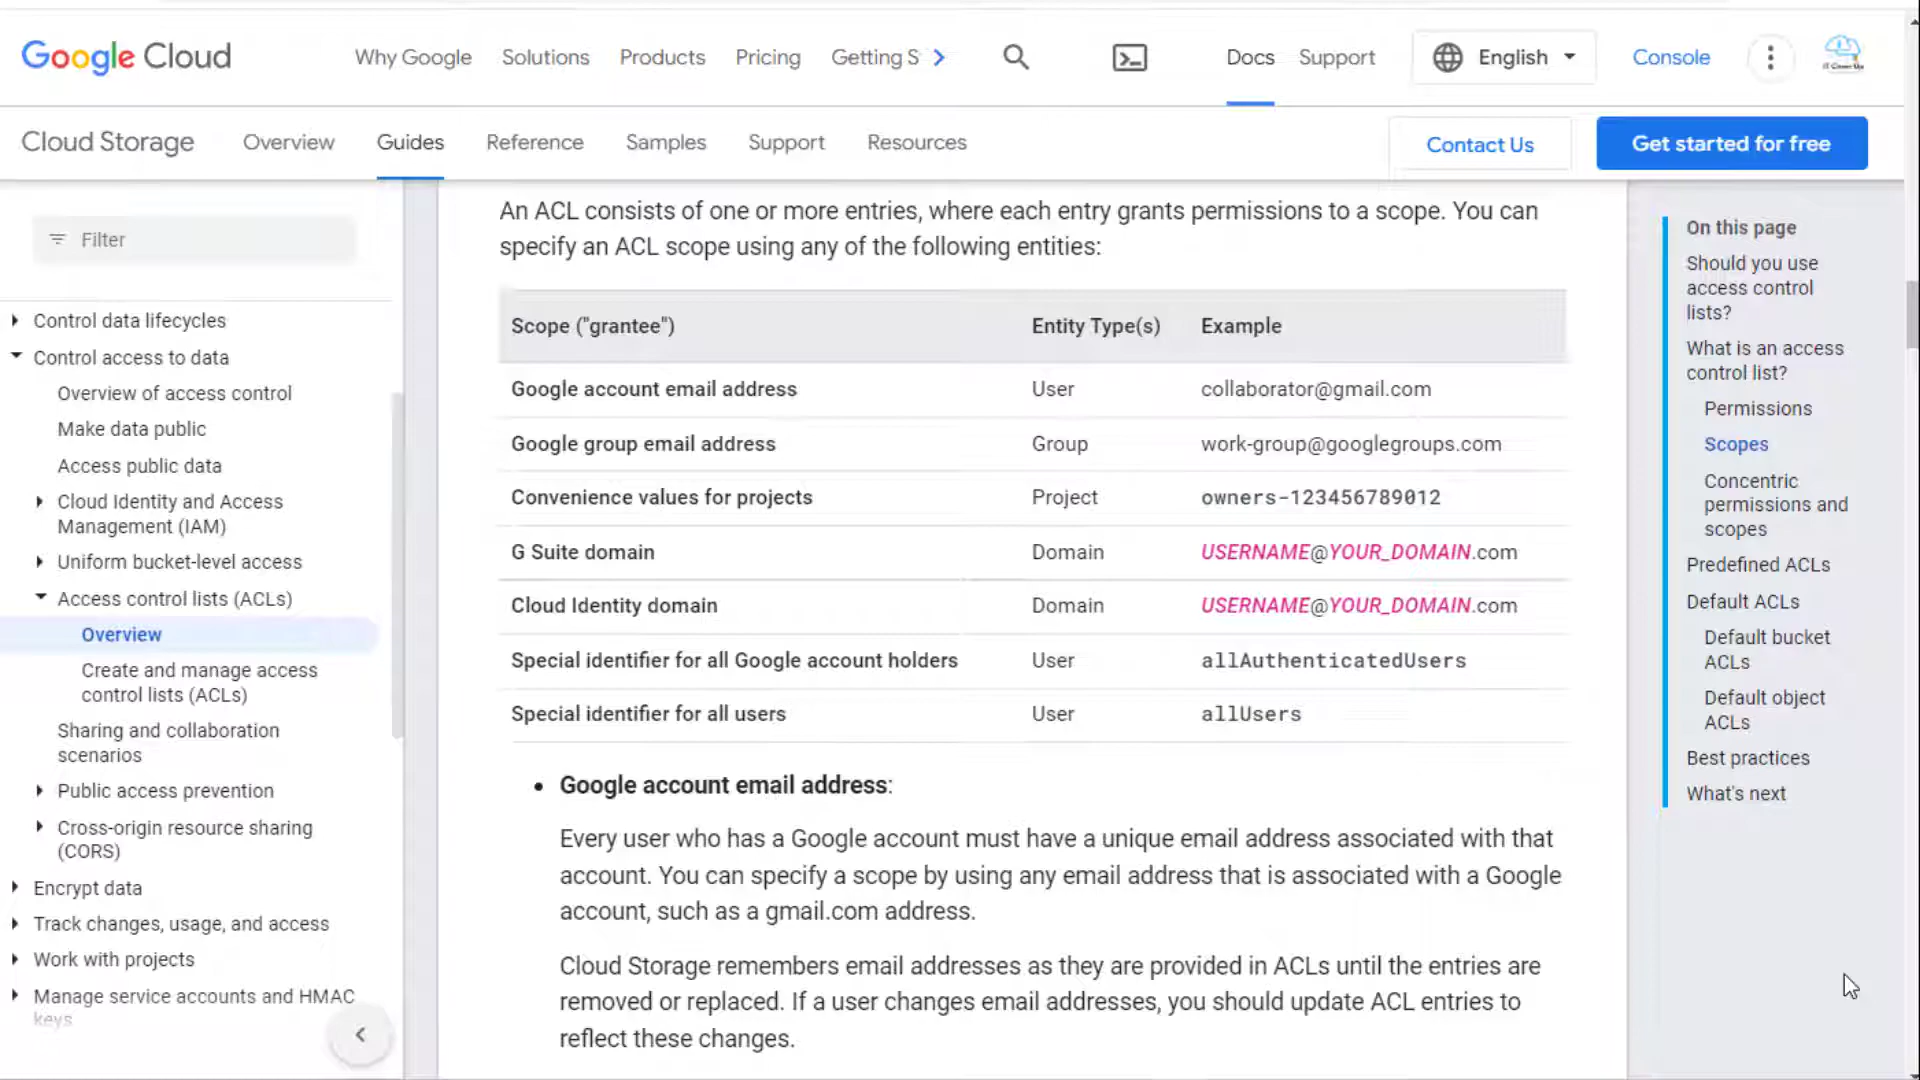 Google Cloud
Why Google
Solutions
Products
Pricing
Getting S
Docs
Support
English
Console
Cloud Storage
Overview
Guides
Reference
Samples
Support
Resources
Contact Us
Get started for free
Filter
Control data lifecycles
Control access to data
Overview of access control
Make data public
Access public data
Cloud Identity and Access
Management (IAM)
Uniform bucket-level access
Access control lists (ACLs)
Overview
Create and manage access
control lists (ACLs)
Sharing and collaboration
scenarios
Public access prevention
Cross-origin resource sharing
(CORS)
Encrypt data
Track changes, usage, and access
Work with projects
Manage service accounts and HMAC
keys
An ACL consists of one or more entries, where each entry grants permissions to a scope. You can
specify an ACL scope using any of the following entities:
Scope ("grantee") Entity Type(s) Example
Google account email address User collaborator@gmail.com
Google group email address Group work-group@googlegroups.com
Convenience values for projects Project owners-123456789012
G Suite domain Domain USERNAME@YOUR_DOMAIN.com
Cloud Identity domain Domain USERNAME@YOUR_DOMAIN.com
Special identifier for all Google account holders User allAuthenticatedUsers
Special identifier for all users User allUsers
• Google account email address:
Every user who has a Google account must have a unique email address associated with that
account. You can specify a scope by using any email address that is associated with a Google
account, such as a gmail.com address.
Cloud Storage remembers email addresses as they are provided in ACLs until the entries are
removed or replaced. If a user changes email addresses, you should update ACL entries to
reflect these changes.
On this page
Should you use
access control
lists?
What is an access
control list?
Permissions
Scopes
Concentric
permissions and
scopes
Predefined ACLs
Default ACLs
Default bucket
ACLs
Default object
ACLs
Best practices
What's next